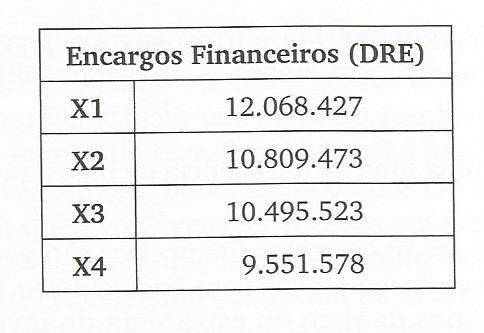 Encargos Financeiros (DRE)
X1 12.068.427
X2 10.809.473
X3 10.495.523
X4 9.551.578